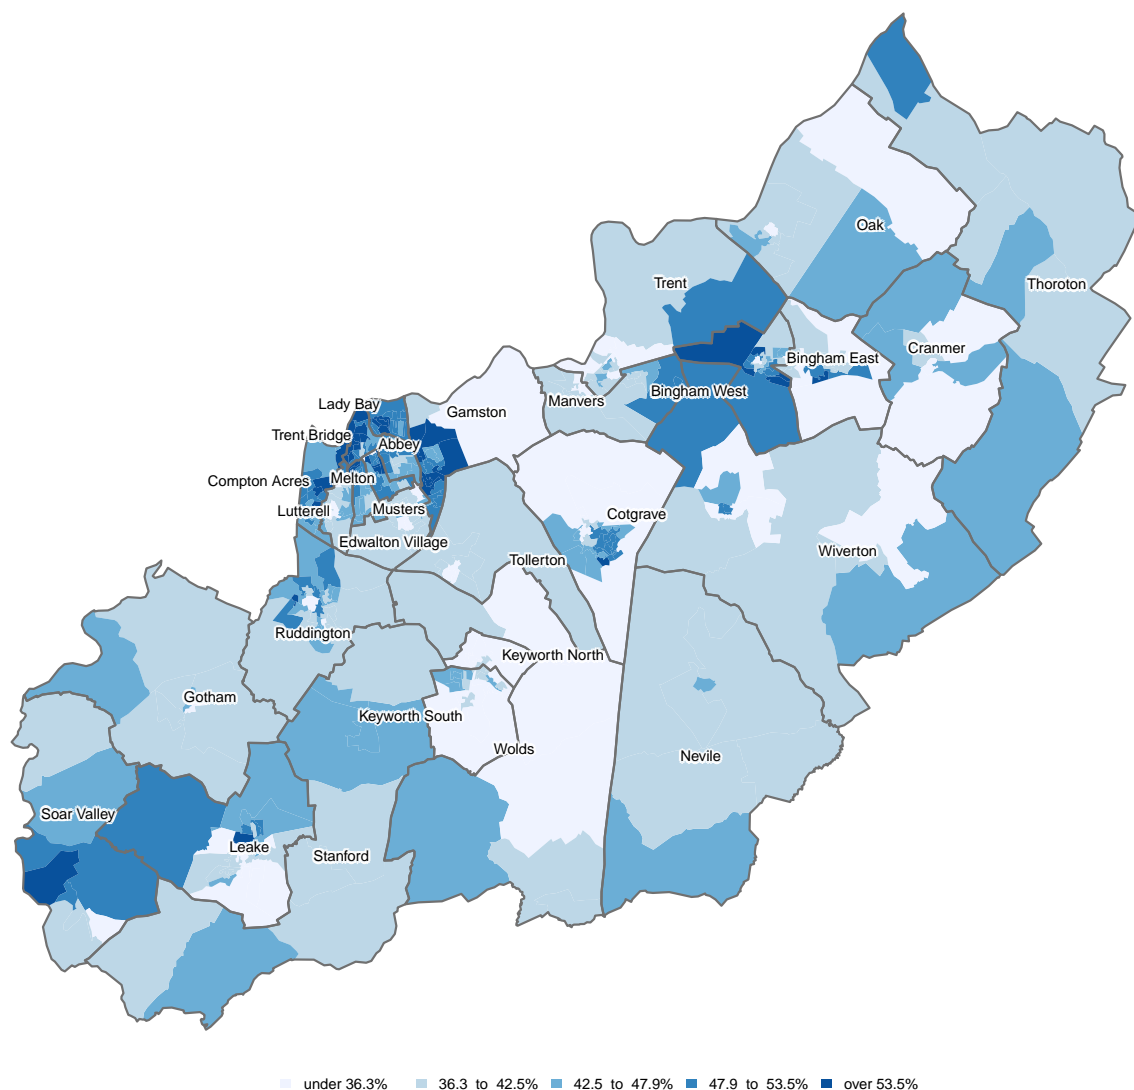 Oak
Trent
Thoroton
Cranmer
Bingham East
Bingham West
Manvers
Lady Bay
Gamston
Trent Bridge
Abbey
Compton Acres
Melton
Lutterell
Musters
Cotgrave
Edwalton Village
Wiverton
Tollerton
Ruddington
Keyworth North
Gotham
Keyworth South
Wolds
Nevile
Soar Valley
Leake
Stanford
under 36.3% 36.3 to 42.5% 42.5 to 47.9% 47.9 to 53.5% over 53.5%